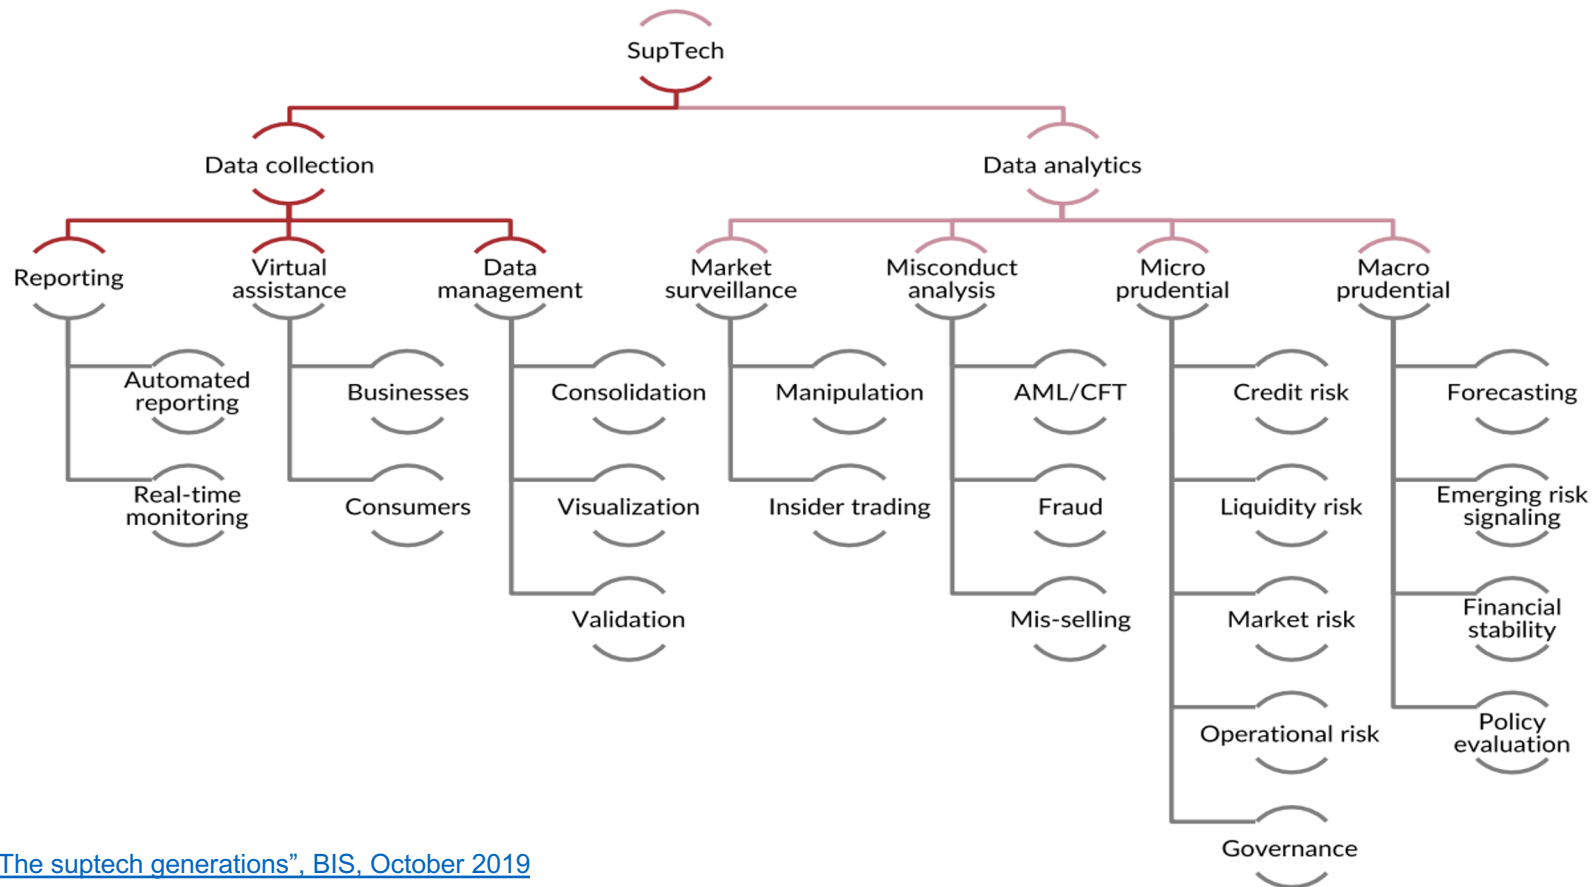 SupTech
Data collection
Data analytics
Reporting
Virtual
assistance
Data
management
Market
surveillance
Misconduct
analysis
Micro
prudential
Macro
prudential
Automated
reporting
Businesses
Consolidation
Manipulation
AML/CFT
Credit risk
Forecasting
Real-time
monitoring
Consumers
Visualization
Insider trading
Fraud
Liquidity risk
Emerging risk
signaling
Validation
Mis-selling
Market risk
Financial
stability
Operational risk
Policy
evaluation
Governance
The suptech generations”, BIS, October 2019